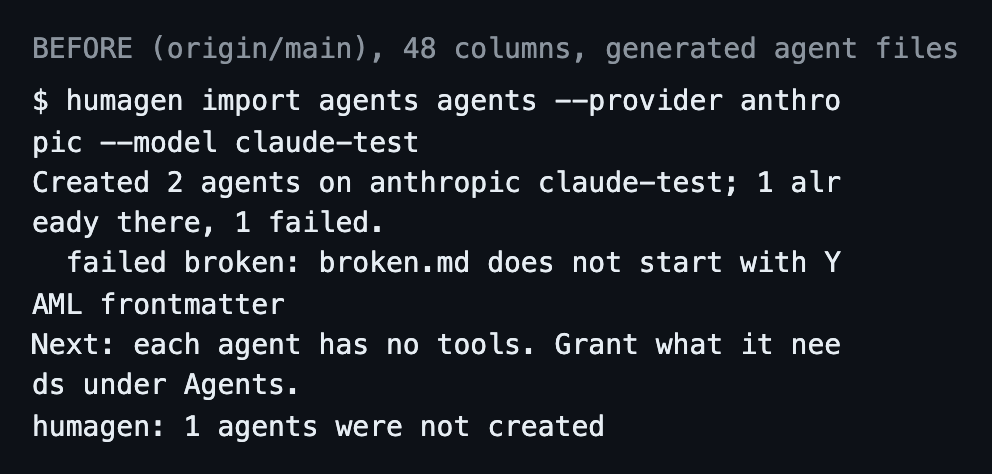 BEFORE (origin/main), 48 columns, generated agent files
$ humagen import agents agents --provider anthro
pic --model claude-test
Created 2 agents on anthropic claude-test; 1 alr
eady there, 1 failed.
  failed broken: broken.md does not start with Y
AML frontmatter
Next: each agent has no tools. Grant what it nee
ds under Agents.
humagen: 1 agents were not created